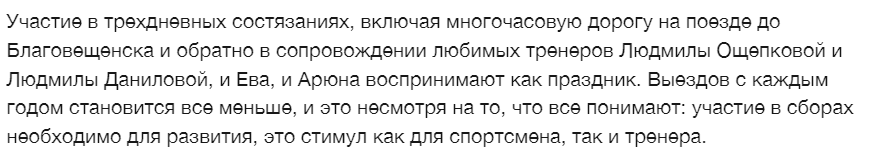 Участие в трехдневных состязаниях, включая многочасовую дорогу на поезде до
Благовещенска и обратно в сопровождении любимых тренеров Людмилы Ощепковой и
Людмилы Даниловой, и Ева, и Арюна воспринимают как праздник. Выездов с каждым
годом становится все меньше, и это несмотря на то, что все понимают: участие в сборах
необходимо для развития, это стимул как для спортсмена, так и тренера.